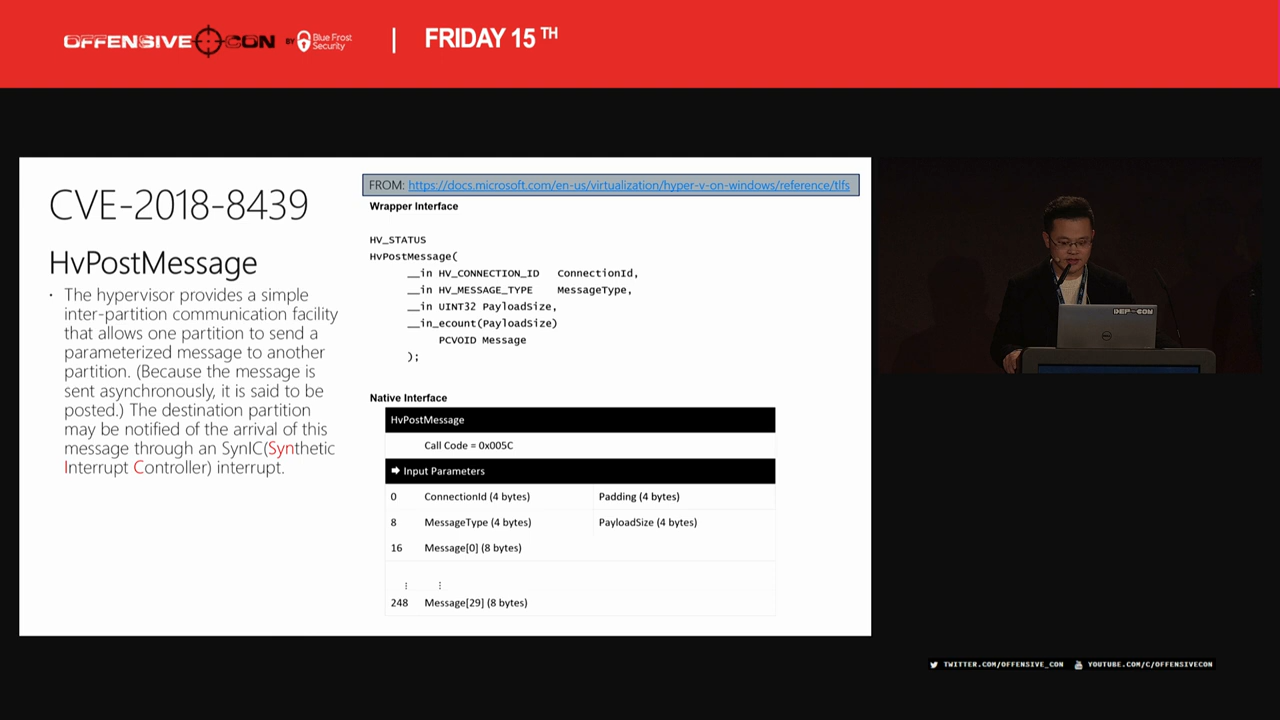 OFFENSIVE CON BY Blue Frost Security | FRIDAY 15 TH
CVE-2018-8439
HvPostMessage
· The hypervisor provides a simple
inter-partition communication facility
that allows one partition to send a
parameterized message to another
partition. (Because the message is
sent asynchronously, it is said to be
posted.) The destination partition
may be notified of the arrival of this
message through an SynIC(Synthetic
Interrupt Controller) interrupt.
FROM: https://docs.microsoft.com/en-us/virtualization/hyper-v-on-windows/reference/tlfs
Wrapper Interface
HV_STATUS
HvPostMessage(
__in HV_CONNECTION_ID ConnectionId,
__in HV_MESSAGE_TYPE MessageType,
__in UINT32 PayloadSize,
__in_ecount(PayloadSize)
PCVOID Message
);
Native Interface
HvPostMessage
Call Code = 0x005C
➡ Input Parameters
0 ConnectionId (4 bytes) Padding (4 bytes)
8 MessageType (4 bytes) PayloadSize (4 bytes)
16 Message[0] (8 bytes)
⋮ ⋮
248 Message[29] (8 bytes)
DEF-CON
DELL
TWITTER.COM/OFFENSIVE_CON YOUTUBE.COM/C/OFFENSIVECON